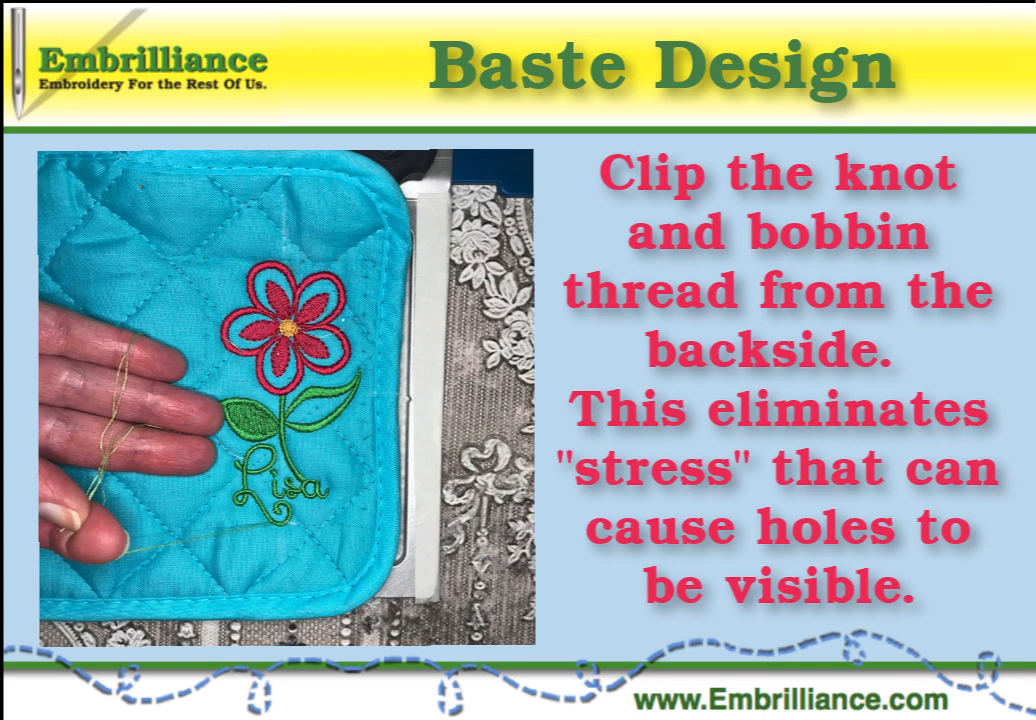 Embrilliance
Embroidery For the Rest Of Us.
Baste Design
Clip the knot
and bobbin
thread from the
backside.
This eliminates
"stress" that can
cause holes to
be visible.
Lisa
www.Embrilliance.com